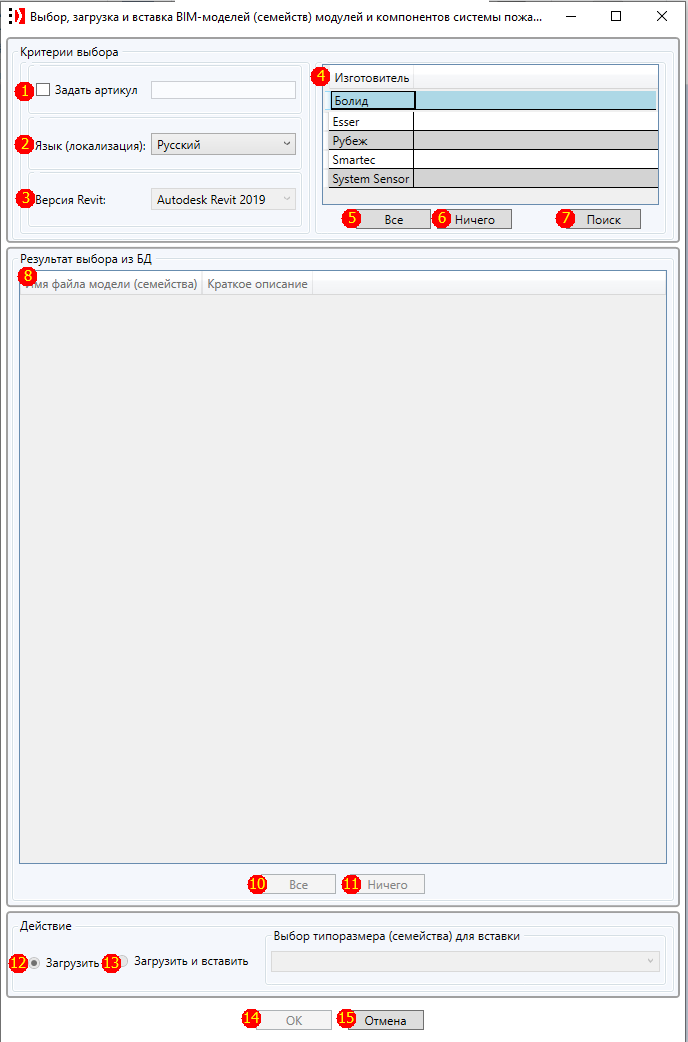 Выбор, загрузка и вставка BIM-моделей (семейств) модулей и компонентов системы пожа...
Критерии выбора
1 Задать артикул
2 Язык (локализация): Русский
3 Версия Revit: Autodesk Revit 2019
4 Изготовитель
Болид
Esser
Рубеж
Smartec
System Sensor
5 Все 6 Ничего 7 Поиск
Результат выбора из БД
8 Имя файла модели (семейства) Краткое описание
10 Все 11 Ничего
Действие
12 Загрузить 13 Загрузить и вставить
Выбор типоразмера (семейства) для вставки
14 OK 15 Отмена